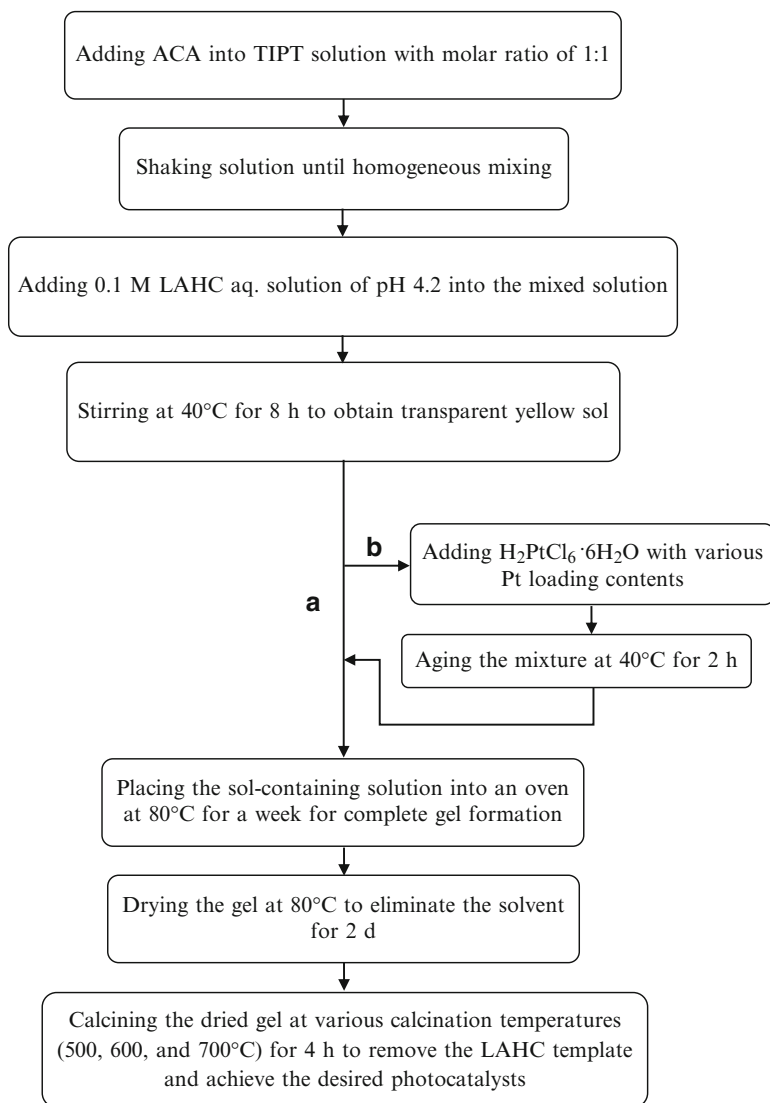 Adding ACA into TIPT solution with molar ratio of 1:1
Shaking solution until homogeneous mixing
Adding 0.1 M LAHC aq. solution of pH 4.2 into the mixed solution
Stirring at 40°C for 8 h to obtain transparent yellow sol
b
Adding H₂PtCl₆·6H₂O with various
Pt loading contents
a
Aging the mixture at 40°C for 2 h
Placing the sol-containing solution into an oven
at 80°C for a week for complete gel formation
Drying the gel at 80°C to eliminate the solvent
for 2 d
Calcining the dried gel at various calcination temperatures
(500, 600, and 700°C) for 4 h to remove the LAHC template
and achieve the desired photocatalysts